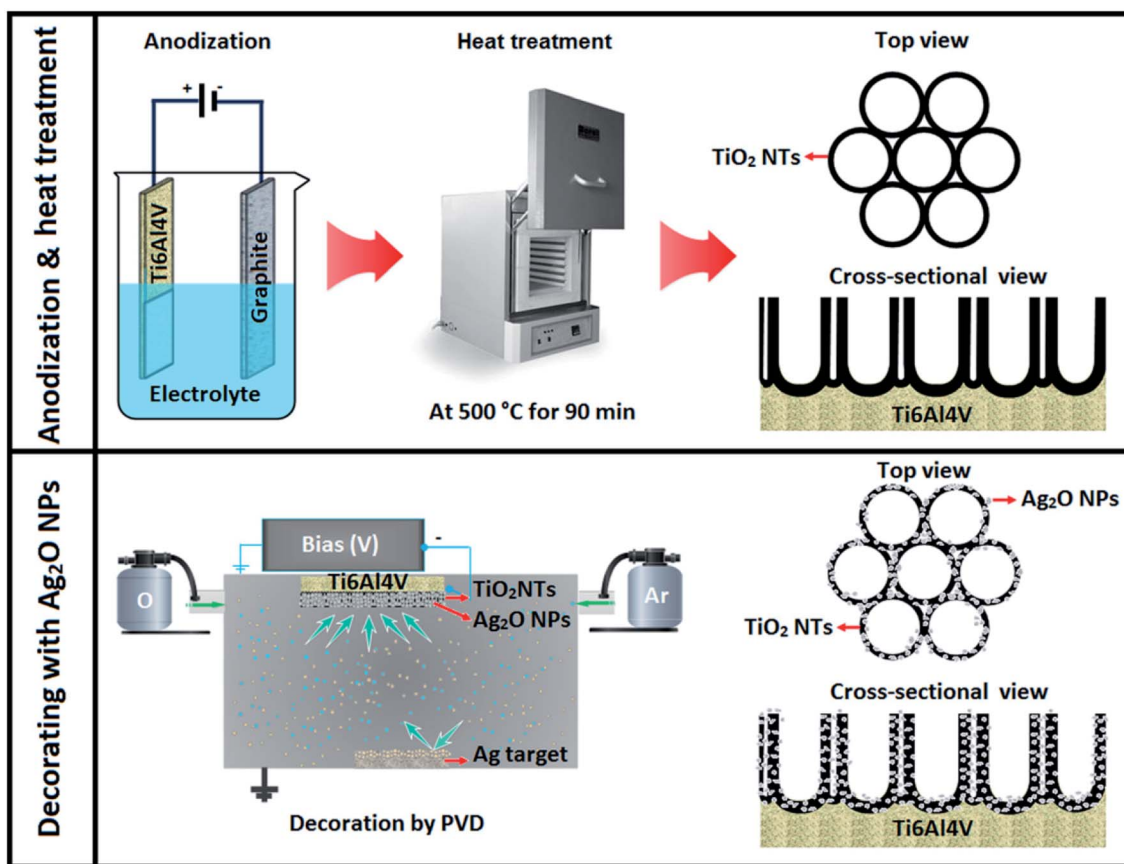 Anodization & heat treatment
Anodization
+ -
Ti6Al4V
Graphite
Electrolyte
Heat treatment
At 500 °C for 90 min
Top view
TiO₂ NTs
Cross-sectional view
Ti6Al4V
Decorating with Ag₂O NPs
Bias (V)
-
Ti6Al4V
O
Ar
TiO₂NTs
Ag₂O NPs
Ag target
Decoration by PVD
Top view
Ag₂O NPs
TiO₂ NTs
Cross-sectional view
Ti6Al4V